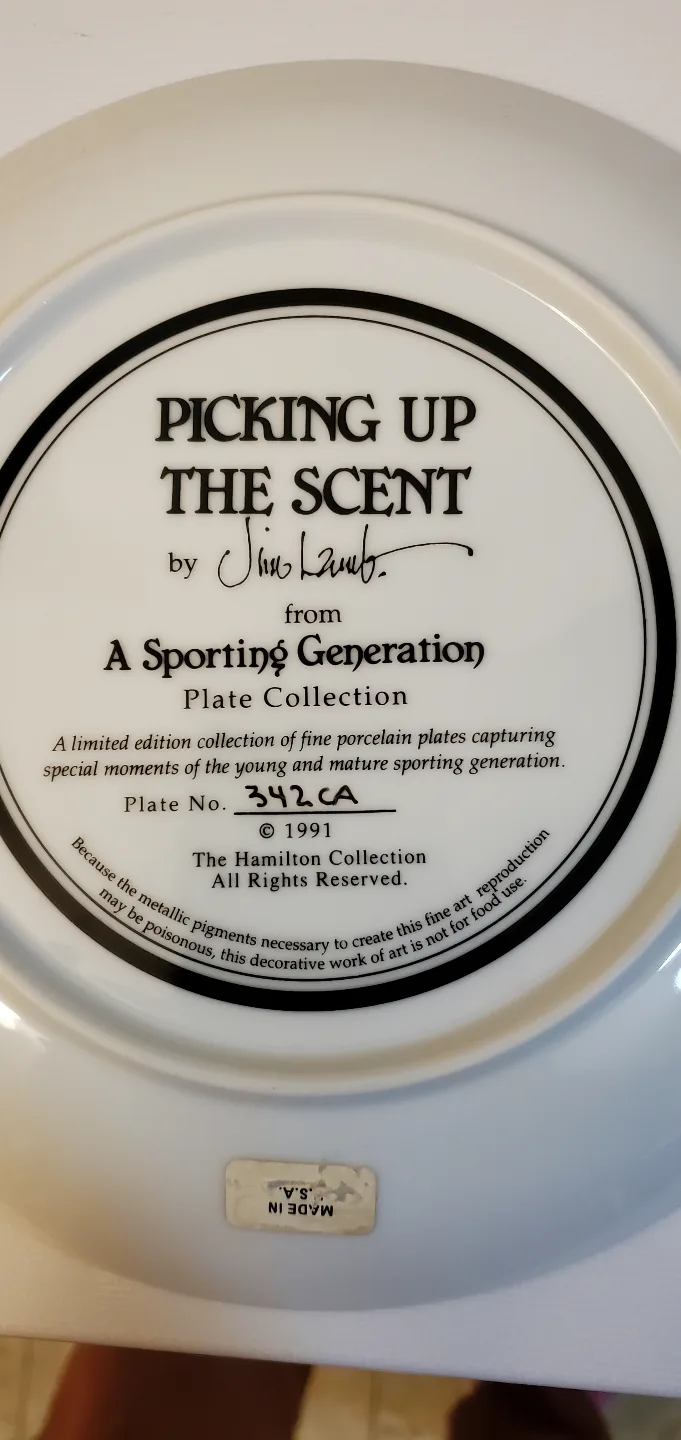 PICKING UP
THE SCENT
by Jim Lamb.
from
A Sporting Generation
Plate Collection
A limited edition collection of fine porcelain plates capturing
special moments of the young and mature sporting generation.
Plate No. 342CA
© 1991
The Hamilton Collection
All Rights Reserved.
Because the metallic pigments necessary to create this fine art reproduction
may be poisonous, this decorative work of art is not for food use.
MADE IN
U.S.A.